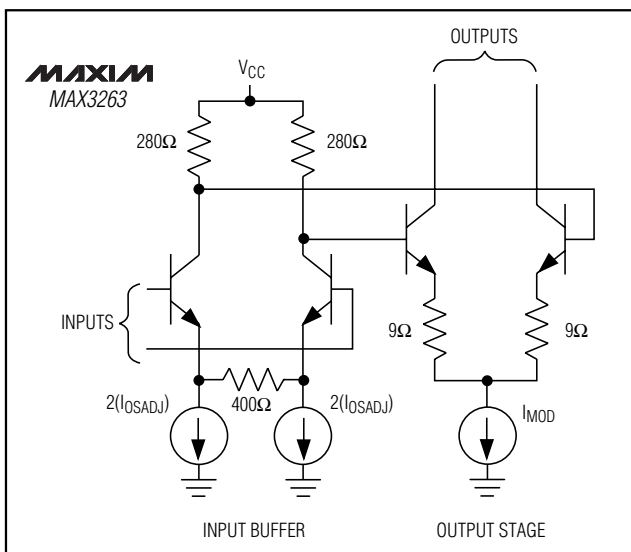 OUTPUTS
MAXIM
MAX3263
VCC
280Ω
280Ω
INPUTS
9Ω
9Ω
400Ω
2(IOSADJ)
2(IOSADJ)
IMOD
INPUT BUFFER
OUTPUT STAGE